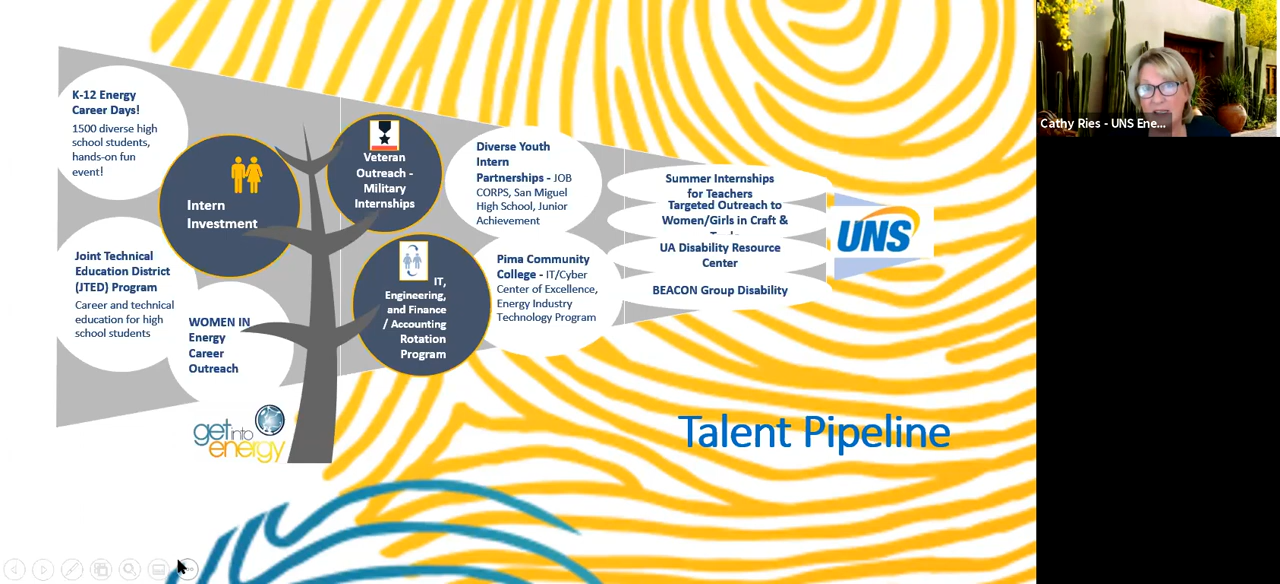 K-12 Energy
Career Days!
1500 diverse high
school students,
hands-on fun
event!
Intern
Investment
Joint Technical
Education District
(JTED) Program
Career and technical
education for high
school students
WOMEN IN
Energy
Career
Outreach
get into
energy
Veteran
Outreach -
Military
Internships
IT,
Engineering,
and Finance
/ Accounting
Rotation
Program
Diverse Youth
Intern
Partnerships - JOB
CORPS, San Miguel
High School, Junior
Achievement
Pima Community
College - IT/Cyber
Center of Excellence,
Energy Industry
Technology Program
Summer Internships
for Teachers
Targeted Outreach to
Women/Girls in Craft &
UA Disability Resource
Center
BEACON Group Disability
UNS
Talent Pipeline
Cathy Ries - UNS Ene...